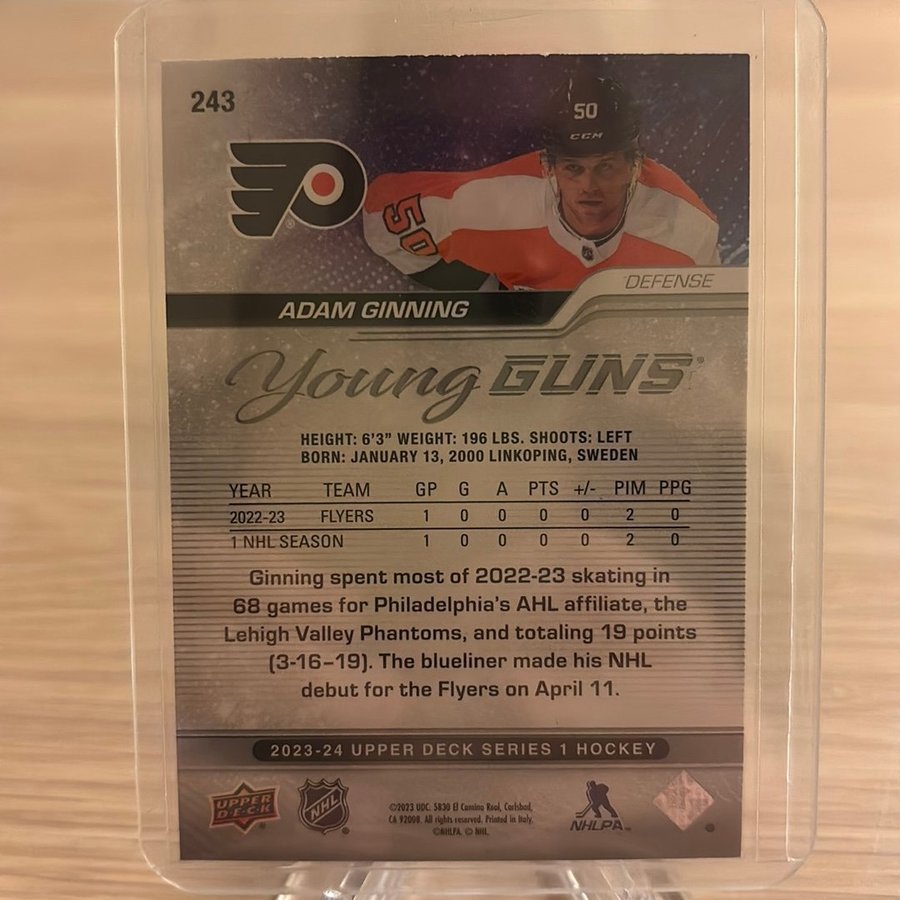 243
50
CCM
50
DEFENSE
ADAM GINNING
Young GUNS
HEIGHT: 6'3" WEIGHT: 196 LBS. SHOOTS: LEFT
BORN: JANUARY 13, 2000 LINKOPING, SWEDEN
YEAR TEAM GP G A PTS +/- PIM PPG
2022-23 FLYERS 1 0 0 0 0 2 0
1 NHL SEASON 1 0 0 0 0 2 0
Ginning spent most of 2022-23 skating in
68 games for Philadelphia's AHL affiliate, the
Lehigh Valley Phantoms, and totaling 19 points
(3-16–19). The blueliner made his NHL
debut for the Flyers on April 11.
2023-24 UPPER DECK SERIES 1 HOCKEY
UPPER DECK
NHL
©2023 UDC. 5830 El Camino Real, Carlsbad,
CA 92008. All rights reserved. Printed in Italy.
©NHLPA. © NHL.
NHLPA